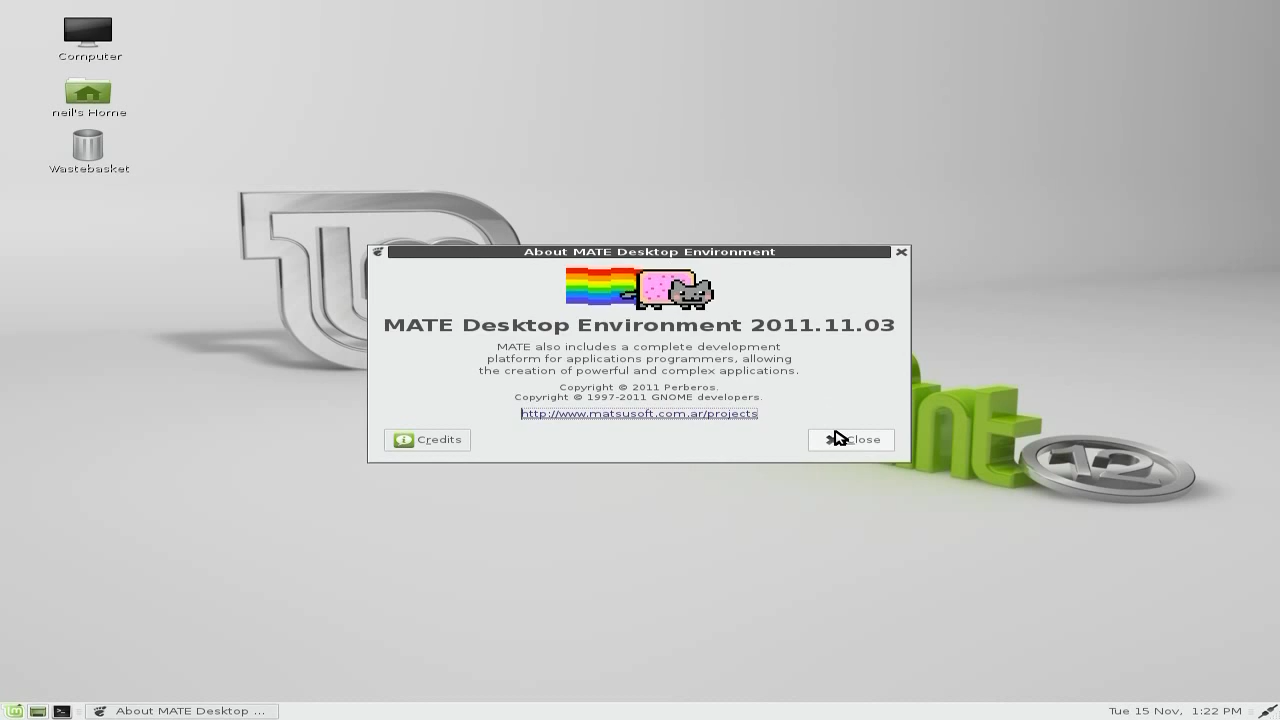 Computer
neil's Home
Wastebasket
About MATE Desktop Environment
MATE Desktop Environment 2011.11.03
MATE also includes a complete development
platform for applications programmers, allowing
the creation of powerful and complex applications.
Copyright © 2011 Perberos.
Copyright © 1997-2011 GNOME developers.
http://www.matsusoft.com.ar/projects
Credits
Close
12
About MATE Desktop ...
Tue 15 Nov, 1:22 PM